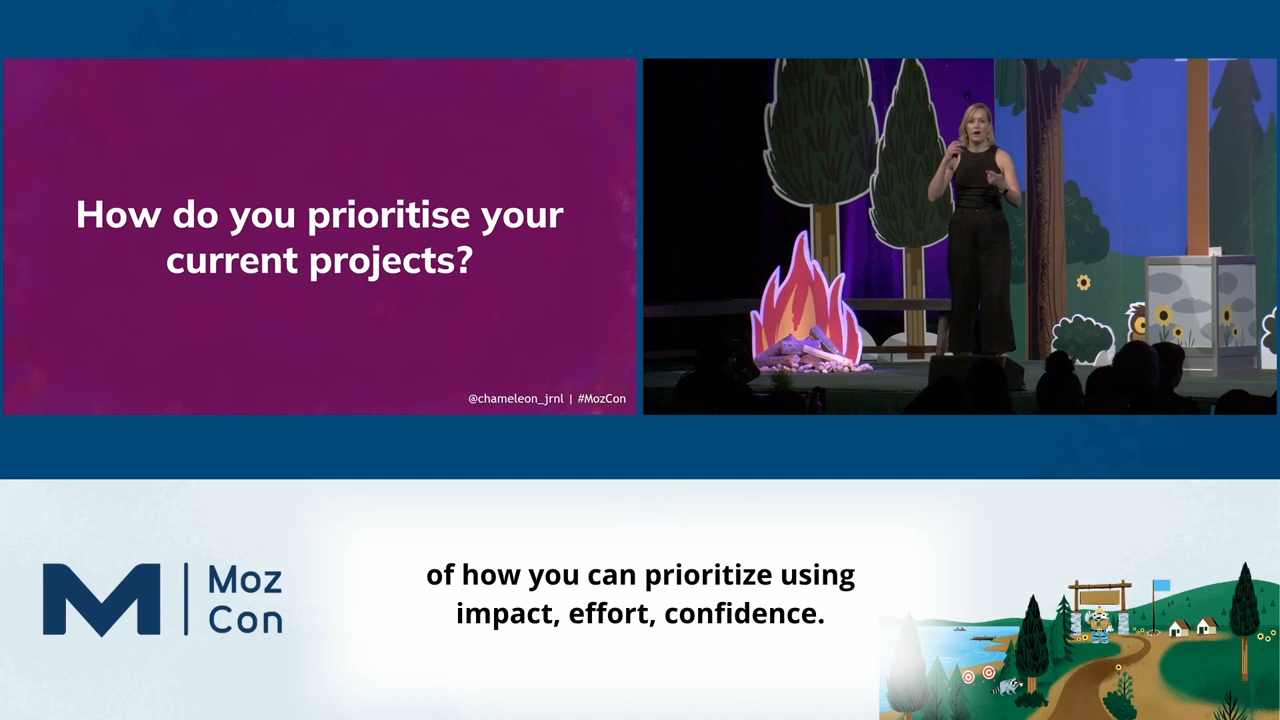 How do you prioritise your
current projects?
@chameleon_jrnl | #MozCon
M | Moz
Con
of how you can prioritize using
impact, effort, confidence.